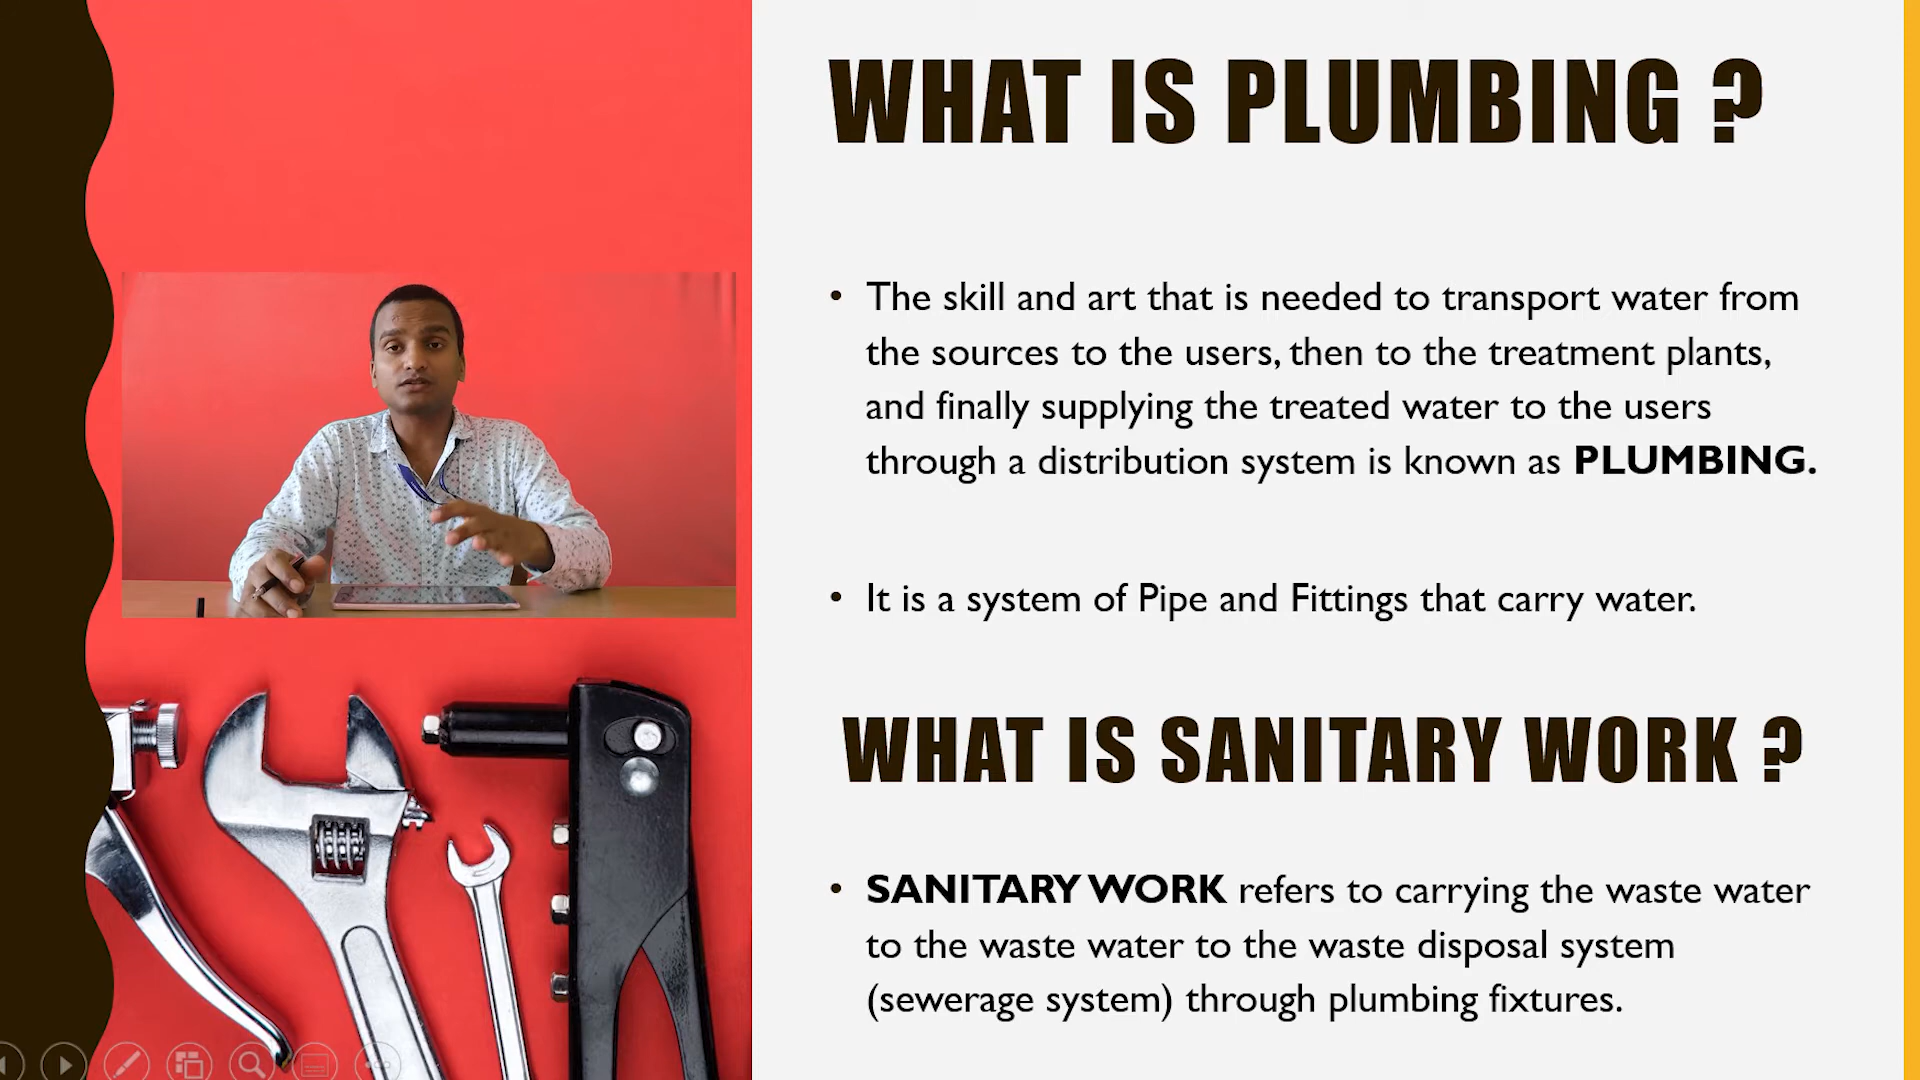 WHAT IS PLUMBING ?
• The skill and art that is needed to transport water from
the sources to the users, then to the treatment plants,
and finally supplying the treated water to the users
through a distribution system is known as PLUMBING.
• It is a system of Pipe and Fittings that carry water.
WHAT IS SANITARY WORK ?
• SANITARY WORK refers to carrying the waste water
to the waste water to the waste disposal system
(sewerage system) through plumbing fixtures.